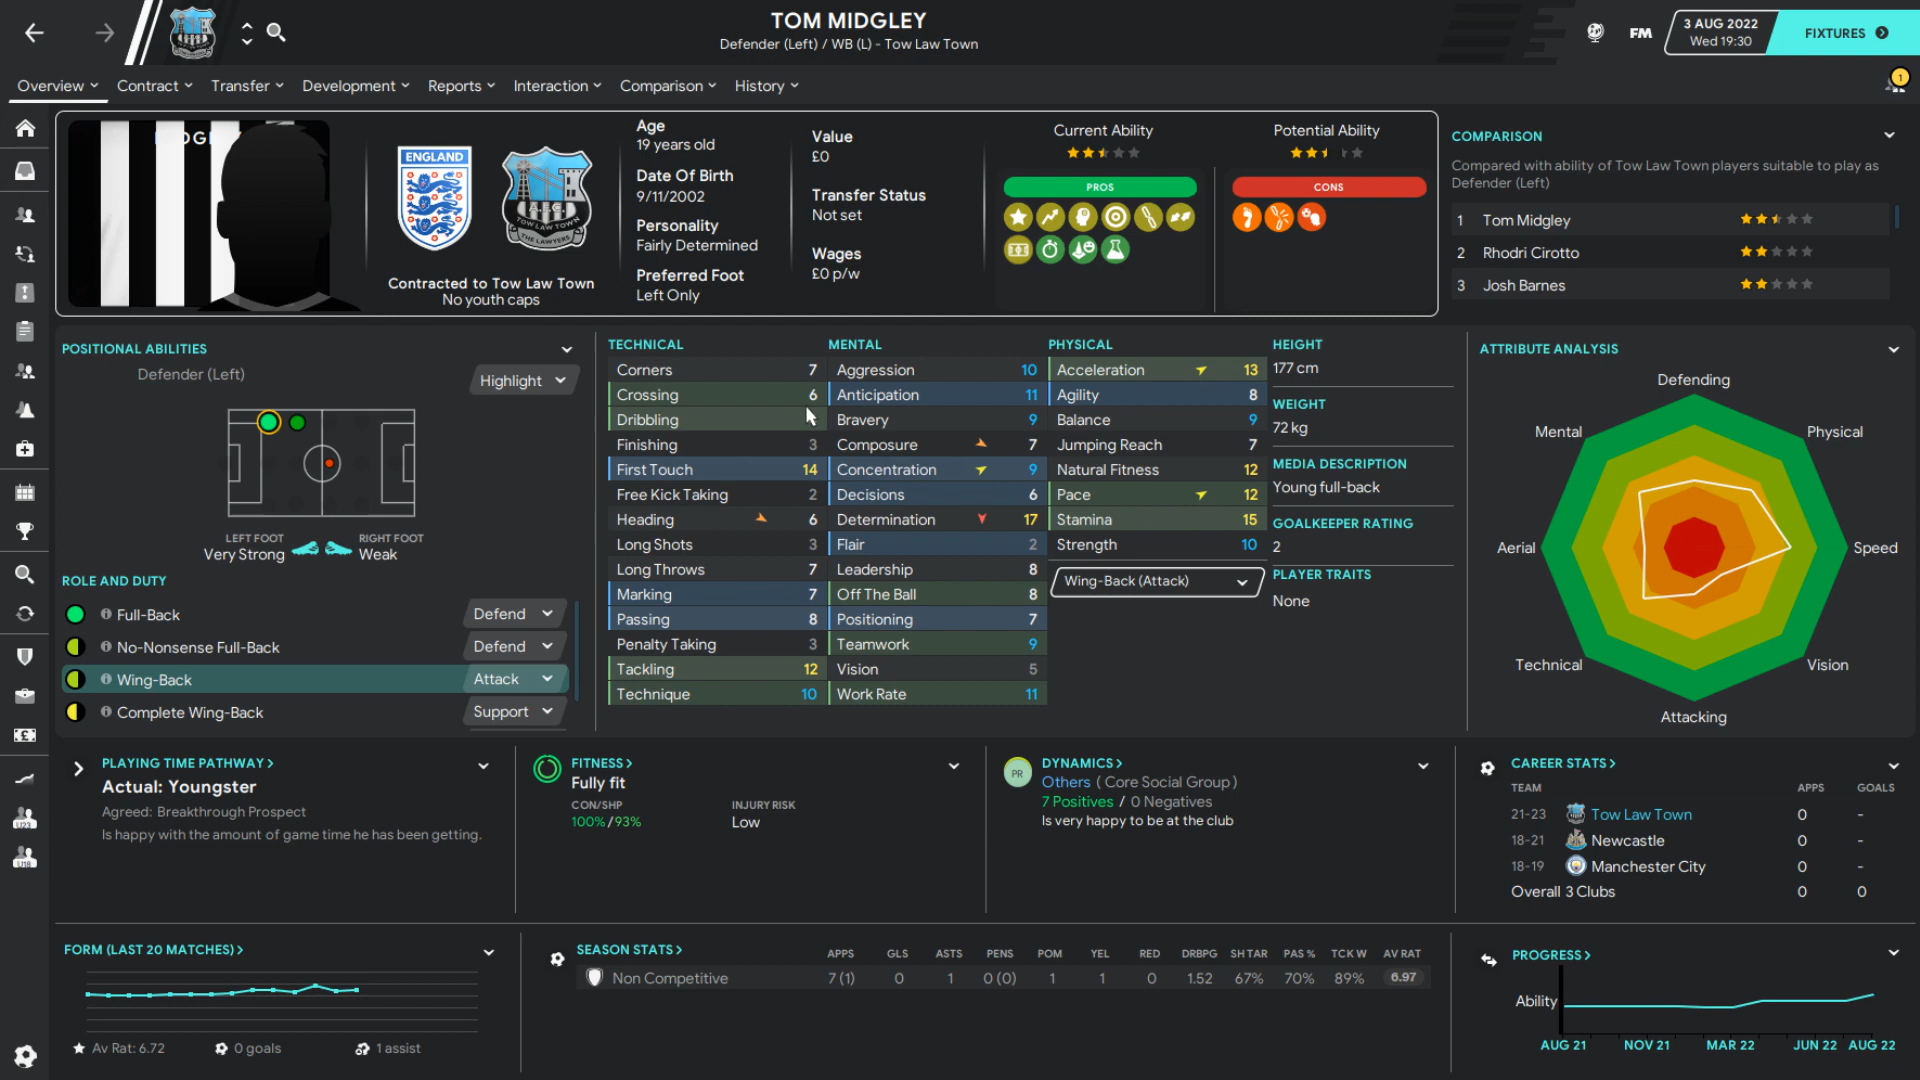 TOM MIDGLEY
Defender (Left) / WB (L) - Tow Law Town
FM
3 AUG 2022
Wed 19:30
FIXTURES
Overview
Contract
Transfer
Development
Reports
Interaction
Comparison
History
1
ENGLAND
TOW LAW TOWN
THE LAWYERS
Contracted to Tow Law Town
No youth caps
Age
19 years old
Date Of Birth
9/11/2002
Personality
Fairly Determined
Preferred Foot
Left Only
Value
£0
Transfer Status
Not set
Wages
£0 p/w
Current Ability
PROS
Potential Ability
CONS
COMPARISON
Compared with ability of Tow Law Town players suitable to play as
Defender (Left)
1 Tom Midgley
2 Rhodri Cirotto
3 Josh Barnes
POSITIONAL ABILITIES
Defender (Left)
Highlight
LEFT FOOT
Very Strong
RIGHT FOOT
Weak
ROLE AND DUTY
Full-Back Defend
No-Nonsense Full-Back Defend
Wing-Back Attack
Complete Wing-Back Support
TECHNICAL
Corners 7
Crossing 6
Dribbling
Finishing 3
First Touch 14
Free Kick Taking 2
Heading 6
Long Shots 3
Long Throws 7
Marking 7
Passing 8
Penalty Taking 3
Tackling 12
Technique 10
MENTAL
Aggression 10
Anticipation 11
Bravery 9
Composure 7
Concentration 9
Decisions 6
Determination 17
Flair 2
Leadership 8
Off The Ball 8
Positioning 7
Teamwork 9
Vision 5
Work Rate 11
PHYSICAL
Acceleration 13
Agility 8
Balance 9
Jumping Reach 7
Natural Fitness 12
Pace 12
Stamina 15
Strength 10
Wing-Back (Attack)
HEIGHT
177 cm
WEIGHT
72 kg
MEDIA DESCRIPTION
Young full-back
GOALKEEPER RATING
2
PLAYER TRAITS
None
ATTRIBUTE ANALYSIS
Defending
Mental
Physical
Aerial
Speed
Technical
Vision
Attacking
PLAYING TIME PATHWAY
Actual: Youngster
Agreed: Breakthrough Prospect
Is happy with the amount of game time he has been getting.
FITNESS
Fully fit
CON/SHP
100%/93%
INJURY RISK
Low
PR
DYNAMICS
Others ( Core Social Group )
7 Positives / 0 Negatives
Is very happy to be at the club
CAREER STATS
TEAM APPS GOALS
21-23 Tow Law Town 0 -
18-21 Newcastle 0 -
18-19 Manchester City 0 -
Overall 3 Clubs 0 0
U23
U18
FORM (LAST 20 MATCHES)
Av Rat: 6.72
0 goals
1 assist
SEASON STATS
APPS GLS ASTS PENS POM YEL RED DRBPG SH TAR PAS % TCK W AV RAT
Non Competitive 7 (1) 0 1 0 (0) 1 1 0 1.52 67% 70% 89% 6.97
PROGRESS
Ability
AUG 21 NOV 21 MAR 22 JUN 22 AUG 22